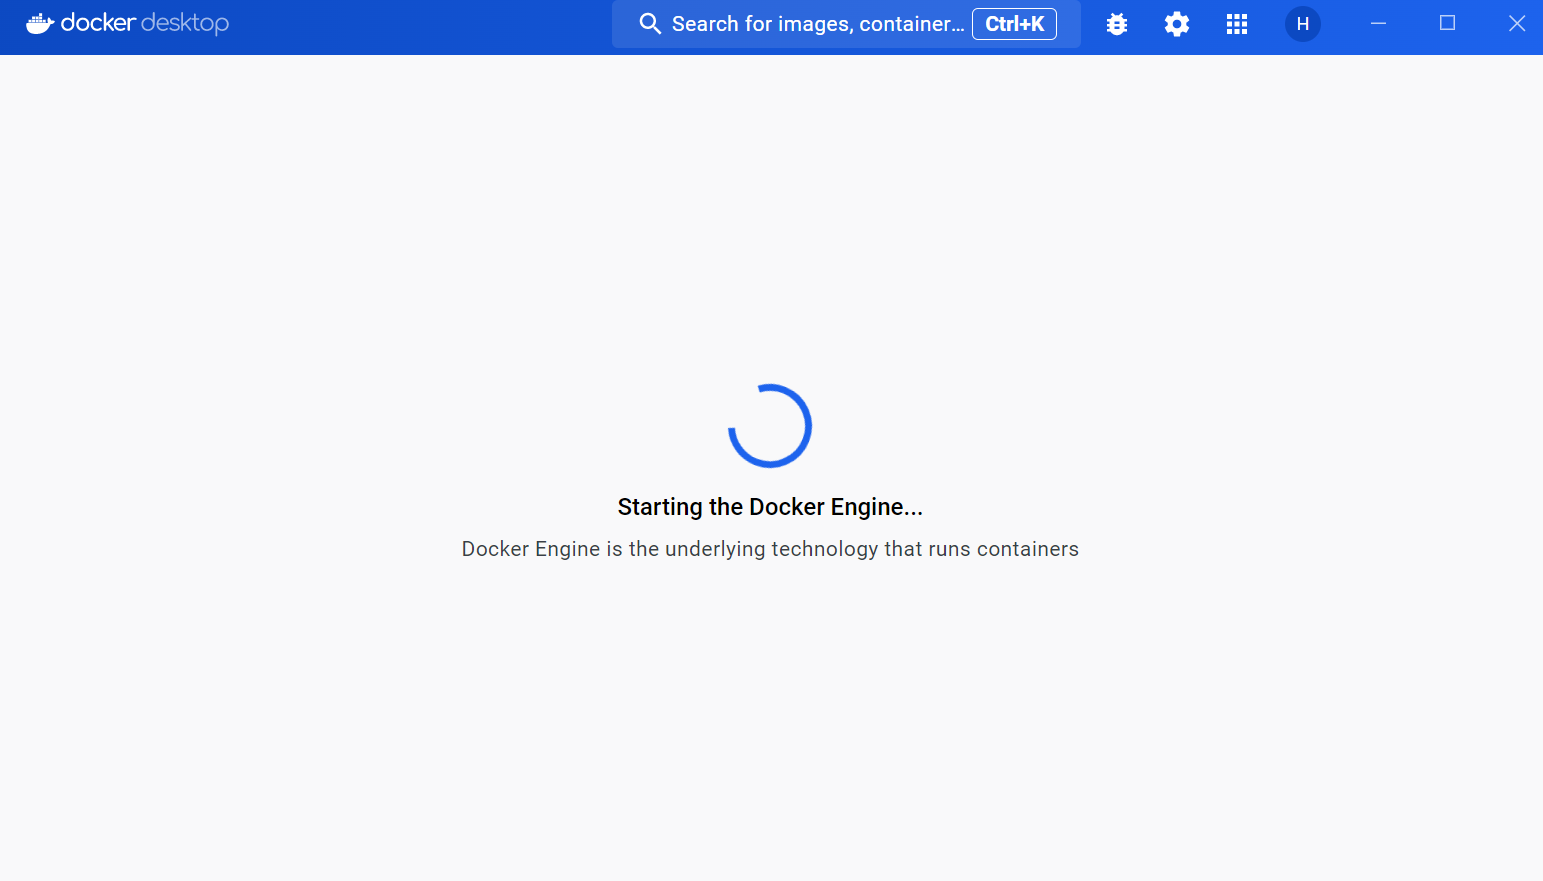 docker desktop
Search for images, container...
Ctrl+K
H
Starting the Docker Engine...
Docker Engine is the underlying technology that runs containers